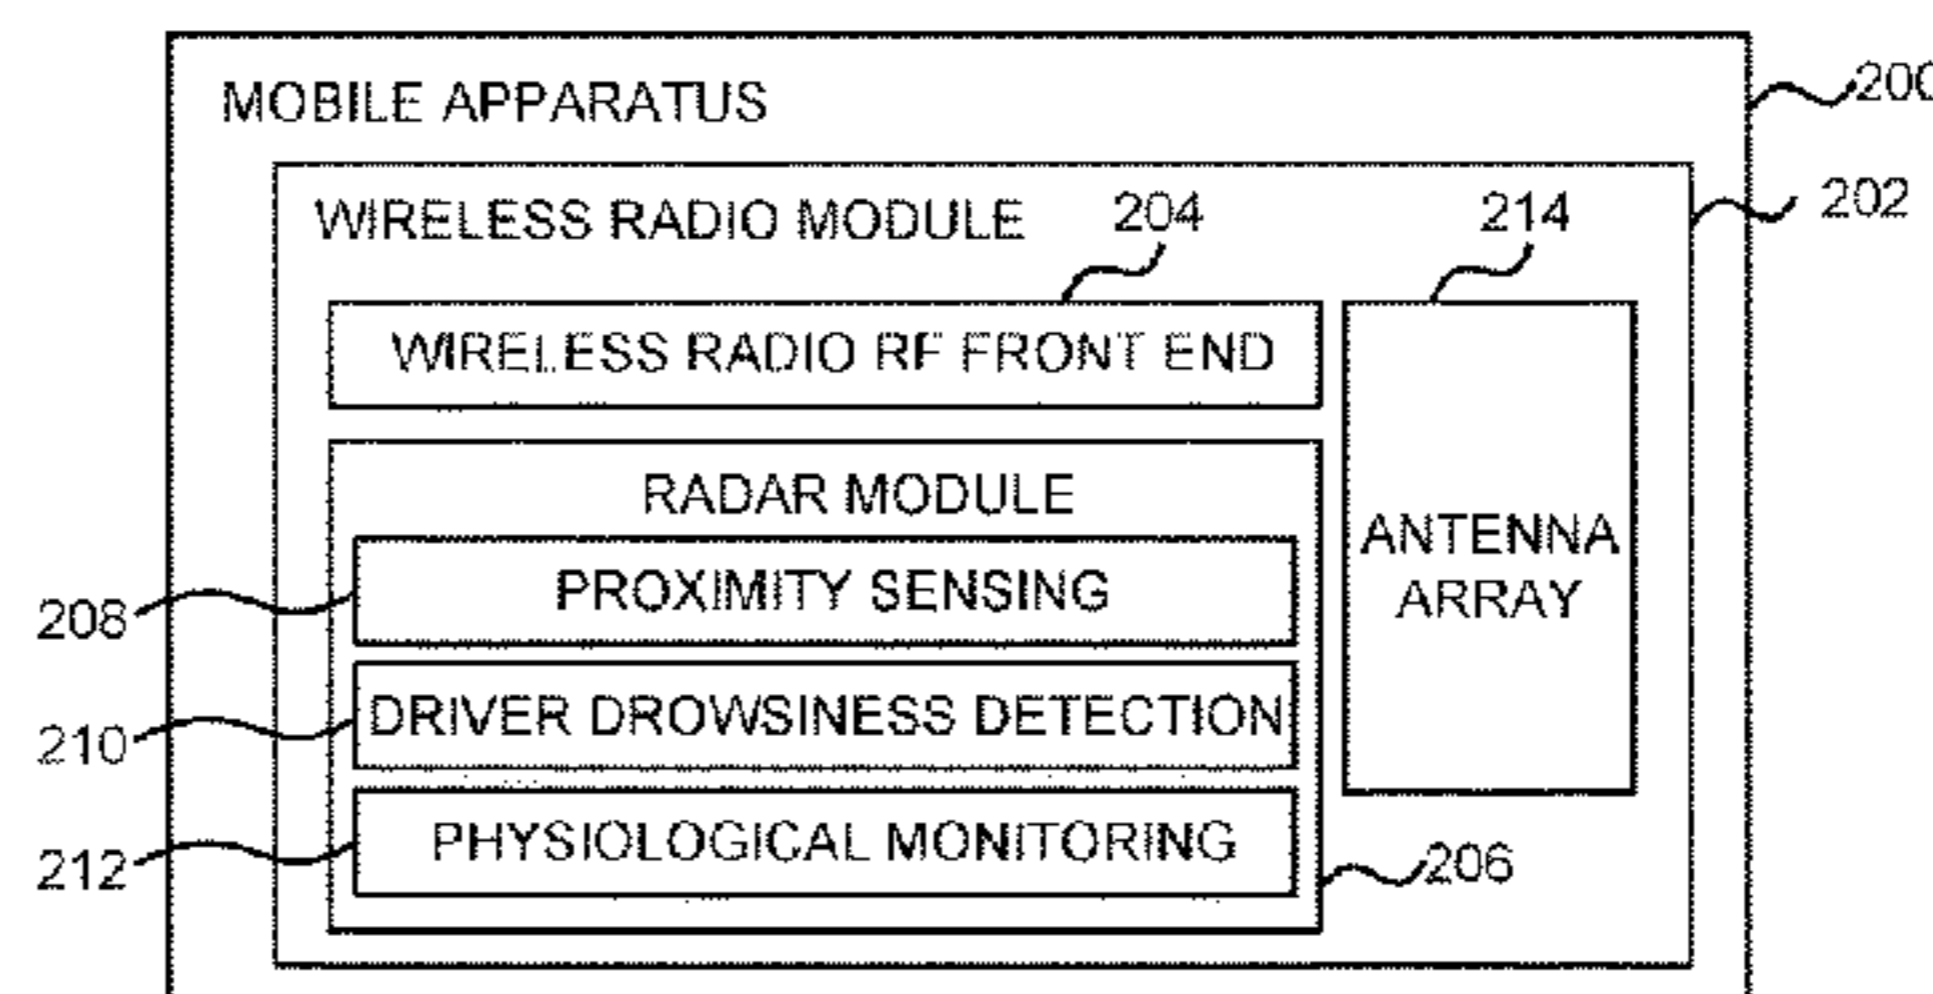 MOBILE APPARATUS
200
WIRELESS RADIO MODULE
204
214
202
WIRELESS RADIO RF FRONT END
RADAR MODULE
ANTENNA
ARRAY
PROXIMITY SENSING
208
DRIVER DROWSINESS DETECTION
210
PHYSIOLOGICAL MONITORING
212
206